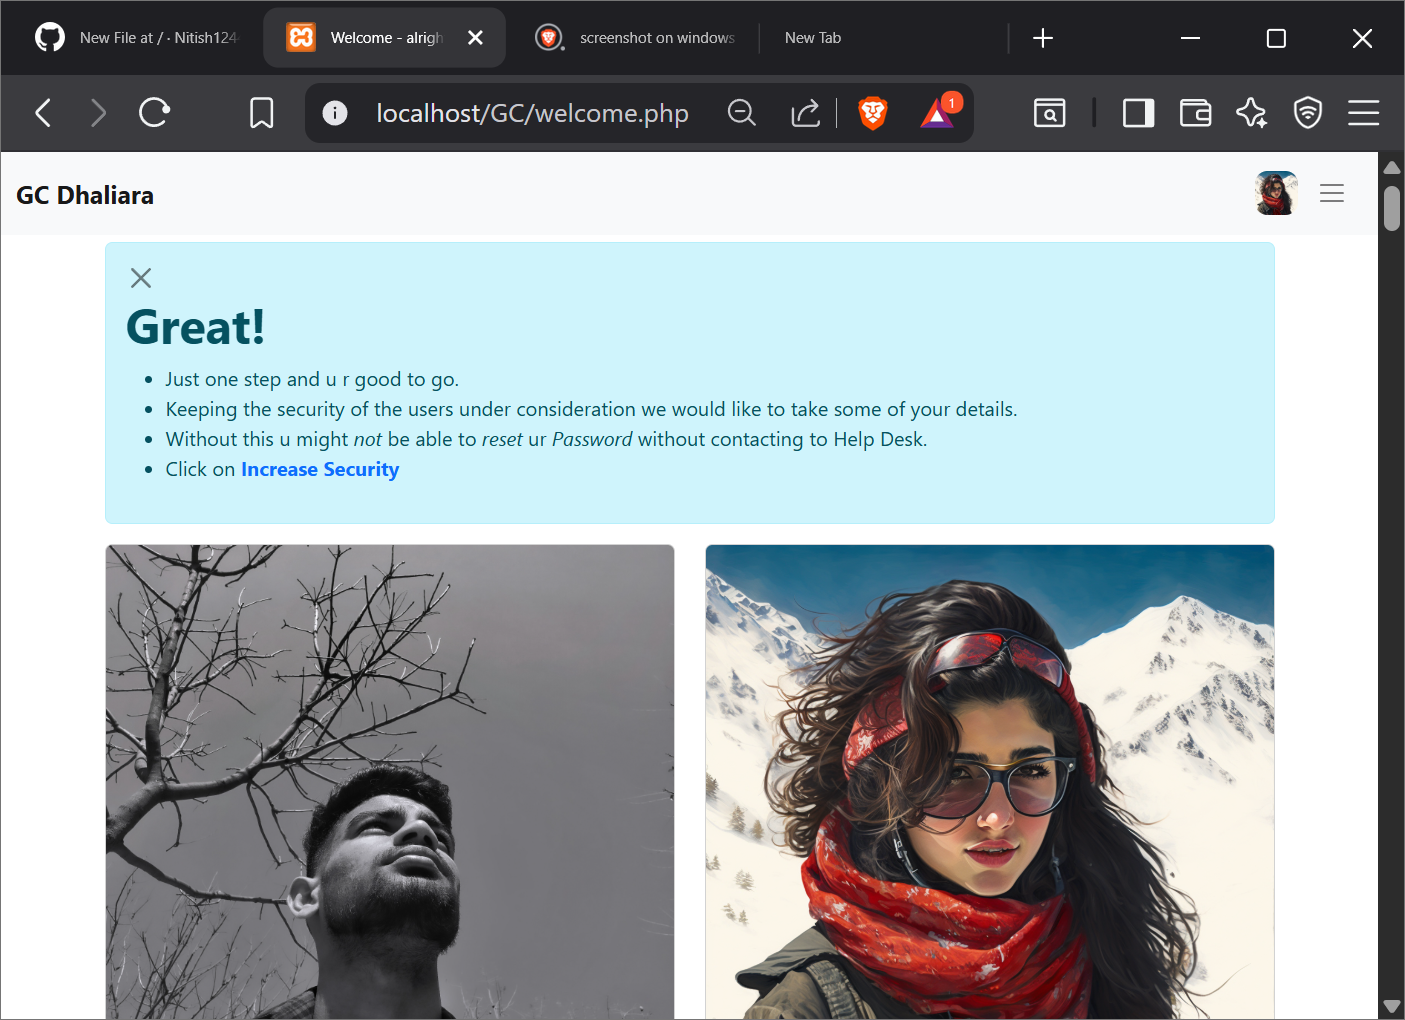 New File at / · Nitish124
Welcome - alrigh
screenshot on windows
New Tab
localhost/GC/welcome.php
1
GC Dhaliara
Great!
Just one step and u r good to go.
Keeping the security of the users under consideration we would like to take some of your details.
Without this u might not be able to reset ur Password without contacting to Help Desk.
Click on Increase Security